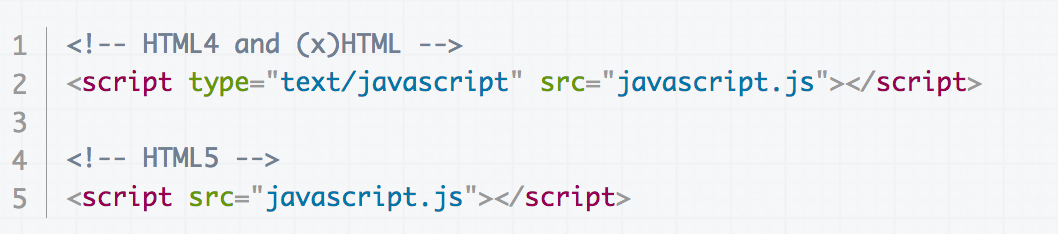 1 <!-- HTML4 and (x)HTML -->
2 <script type="text/javascript" src="javascript.js"></script>
3
4 <!-- HTML5 -->
5 <script src="javascript.js"></script>